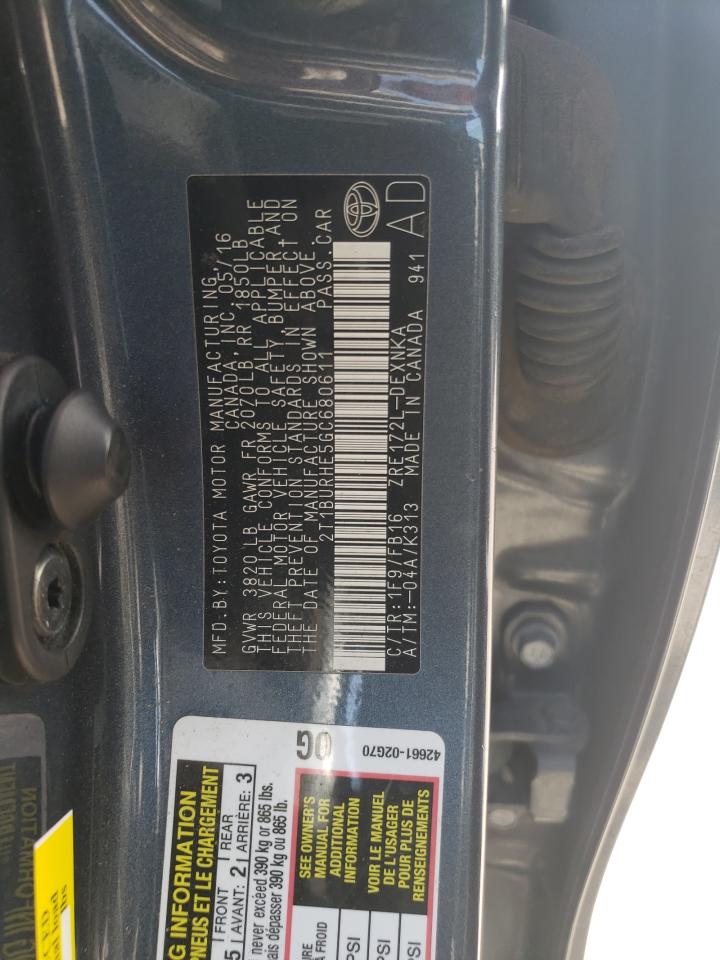 MFD.BY:TOYOTA MOTOR MANUFACTURING,
CANADA, INC. 05/16
GVWR 3820 LB GAWR FR 2070LB, RR 1850LB
THIS VEHICLE CONFORMS TO ALL APPLICABLE
FEDERAL MOTOR VEHICLE SAFETY, BUMPER, AND
THEFT PREVENTION STANDARDS IN EFFECT ON
THE DATE OF MANUFACTURE SHOWN ABOVE.
2T1BURHE5GC680611 PASS. CAR
C/TR:1F9/FB16 ZRE172L-DEXNKA
A/TM:-04A/K313 MADE IN CANADA 941
AD
G INFORMATION
PNEUS ET LE CHARGEMENT
5 FRONT 2 REAR 3
AVANT: ARRIÈRE:
never exceed 390 kg or 865 lbs.
mais dépasser 390 kg ou 865 lb.
0G
SEE OWNER'S
MANUAL FOR
ADDITIONAL
INFORMATION
VOIR LE MANUEL
DE L'USAGER
POUR PLUS DE
RENSEIGNEMENTS
À FROID
PSI
PSI
PSI
42661-02G70
lbs